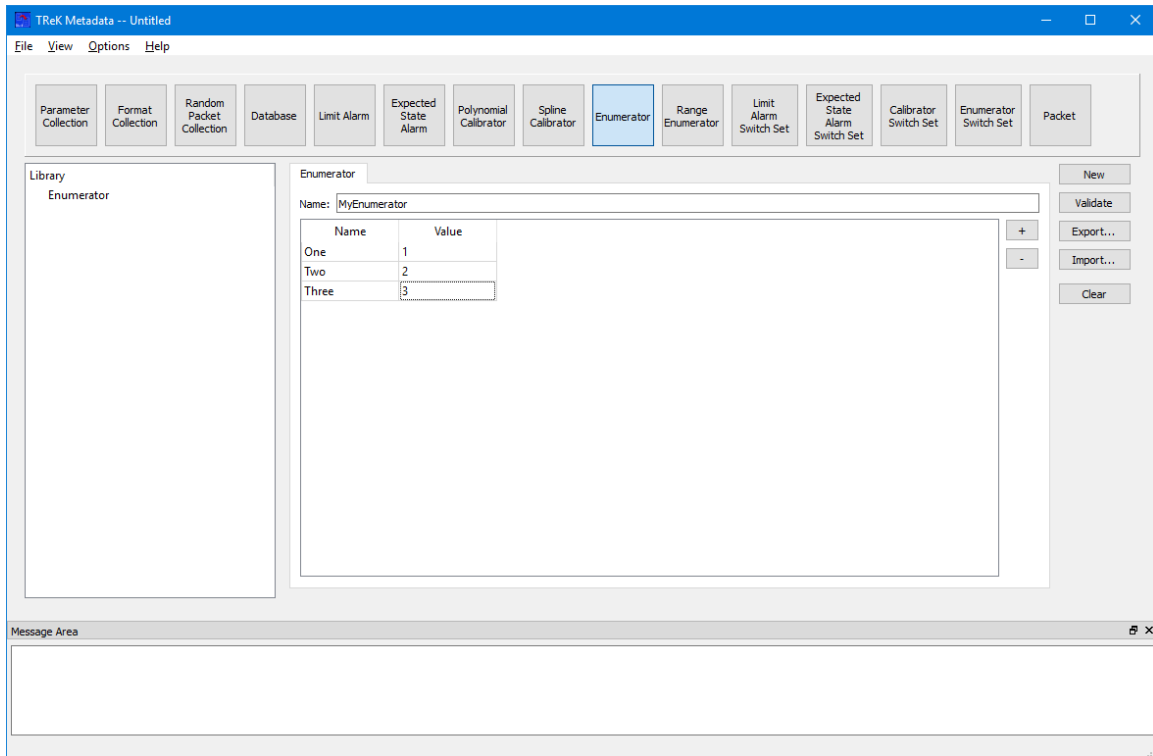 TReK Metadata -- Untitled
File View Options Help
Parameter Collection
Format Collection
Random Packet Collection
Database
Limit Alarm
Expected State Alarm
Polynomial Calibrator
Spline Calibrator
Enumerator
Range Enumerator
Limit Alarm Switch Set
Expected State Alarm Switch Set
Calibrator Switch Set
Enumerator Switch Set
Packet
Library
Enumerator
Enumerator
Name: MyEnumerator
Name Value
One 1
Two 2
Three 3
+
-
New
Validate
Export...
Import...
Clear
Message Area